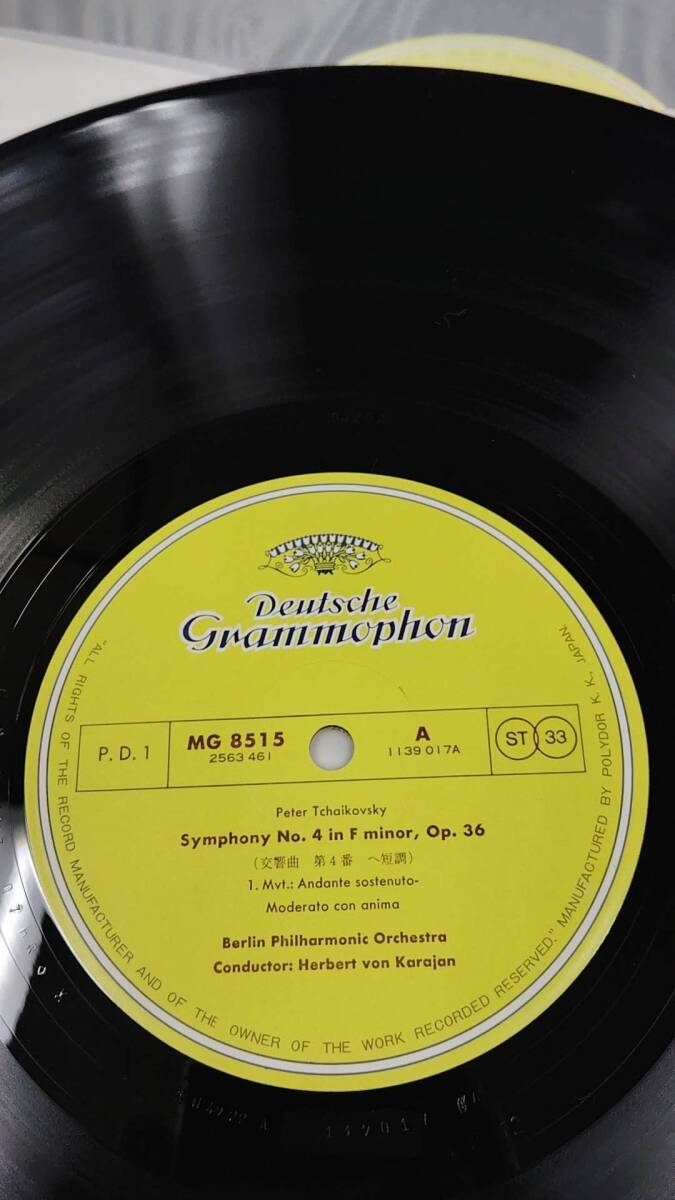 Deutsche
Grammophon
P. D. 1
MG 8515
2563 461
A
1139 017A
ST 33
Peter Tchaikovsky
Symphony No. 4 in F minor, Op. 36
(交響曲 第4番 ヘ短調)
1. Mvt.: Andante sostenuto-
Moderato con anima
Berlin Philharmonic Orchestra
Conductor: Herbert von Karajan
"ALL RIGHTS OF THE RECORD MANUFACTURER AND OF THE OWNER OF THE WORK RECORDED RESERVED." MANUFACTURED BY POLYDOR K. K., JAPAN.